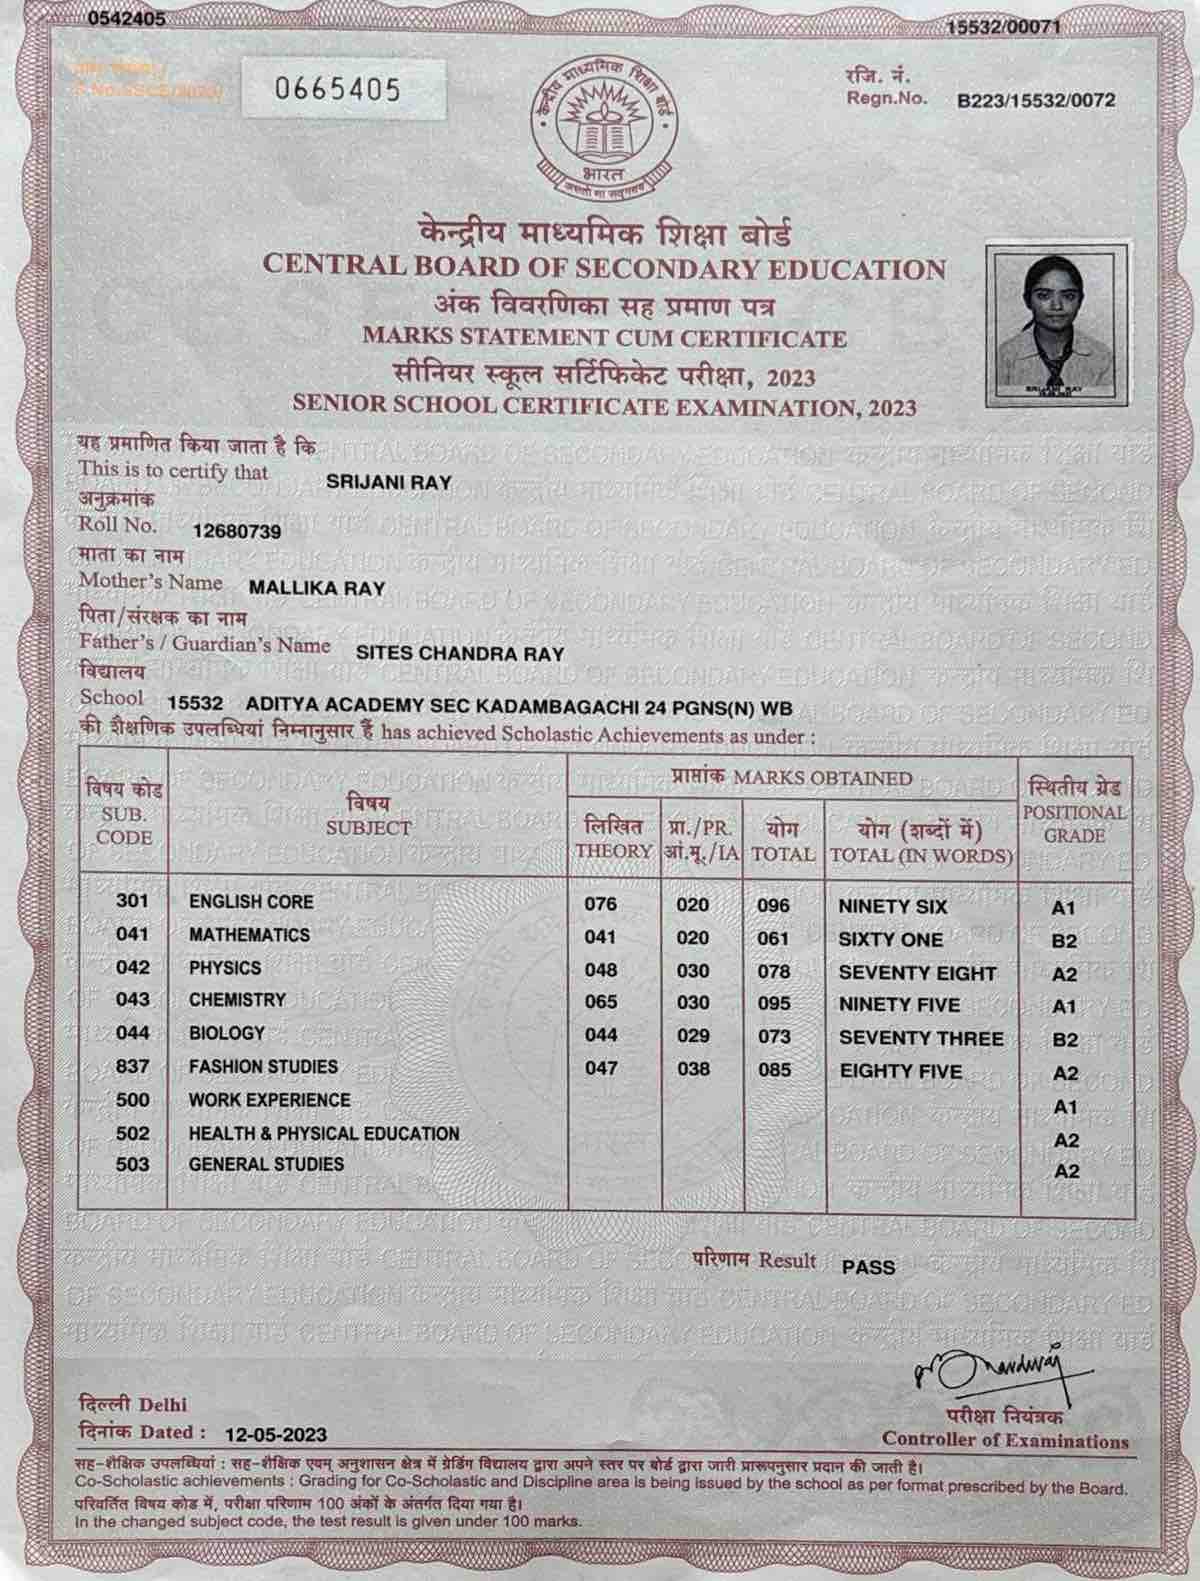 0542405
15532/00071
0665405
रजि. नं.
Regn.No. B223/15532/0072
केन्द्रीय माध्यमिक शिक्षा बोर्ड
भारत
असतो मा सद्गमय
केन्द्रीय माध्यमिक शिक्षा बोर्ड
CENTRAL BOARD OF SECONDARY EDUCATION
अंक विवरणिका सह प्रमाण पत्र
MARKS STATEMENT CUM CERTIFICATE
सीनियर स्कूल सर्टिफिकेट परीक्षा, 2023
SENIOR SCHOOL CERTIFICATE EXAMINATION, 2023
SRIJANI RAY
यह प्रमाणित किया जाता है कि
This is to certify that SRIJANI RAY
अनुक्रमांक
Roll No. 12680739
माता का नाम
Mother's Name MALLIKA RAY
पिता/संरक्षक का नाम
Father's / Guardian's Name SITES CHANDRA RAY
विद्यालय
School 15532 ADITYA ACADEMY SEC KADAMBAGACHI 24 PGNS(N) WB
की शैक्षणिक उपलब्धियां निम्नानुसार हैं has achieved Scholastic Achievements as under :
विषय कोड विषय प्राप्तांक MARKS OBTAINED स्थितीय ग्रेड
SUB. CODE SUBJECT लिखित प्रा./PR. योग योग (शब्दों में) POSITIONAL GRADE
THEORY आं.मू./IA TOTAL TOTAL (IN WORDS)
301 ENGLISH CORE 076 020 096 NINETY SIX A1
041 MATHEMATICS 041 020 061 SIXTY ONE B2
042 PHYSICS 048 030 078 SEVENTY EIGHT A2
043 CHEMISTRY 065 030 095 NINETY FIVE A1
044 BIOLOGY 044 029 073 SEVENTY THREE B2
837 FASHION STUDIES 047 038 085 EIGHTY FIVE A2
500 WORK EXPERIENCE A1
502 HEALTH & PHYSICAL EDUCATION A2
503 GENERAL STUDIES A2
परिणाम Result PASS
दिल्ली Delhi
दिनांक Dated : 12-05-2023
परीक्षा नियंत्रक
Controller of Examinations
सह-शैक्षिक उपलब्धियां : सह-शैक्षिक एवम् अनुशासन क्षेत्र में ग्रेडिंग विद्यालय द्वारा अपने स्तर पर बोर्ड द्वारा जारी प्रारूपनुसार प्रदान की जाती है।
Co-Scholastic achievements : Grading for Co-Scholastic and Discipline area is being issued by the school as per format prescribed by the Board.
परिवर्तित विषय कोड में, परीक्षा परिणाम 100 अंकों के अंतर्गत दिया गया है।
In the changed subject code, the test result is given under 100 marks.